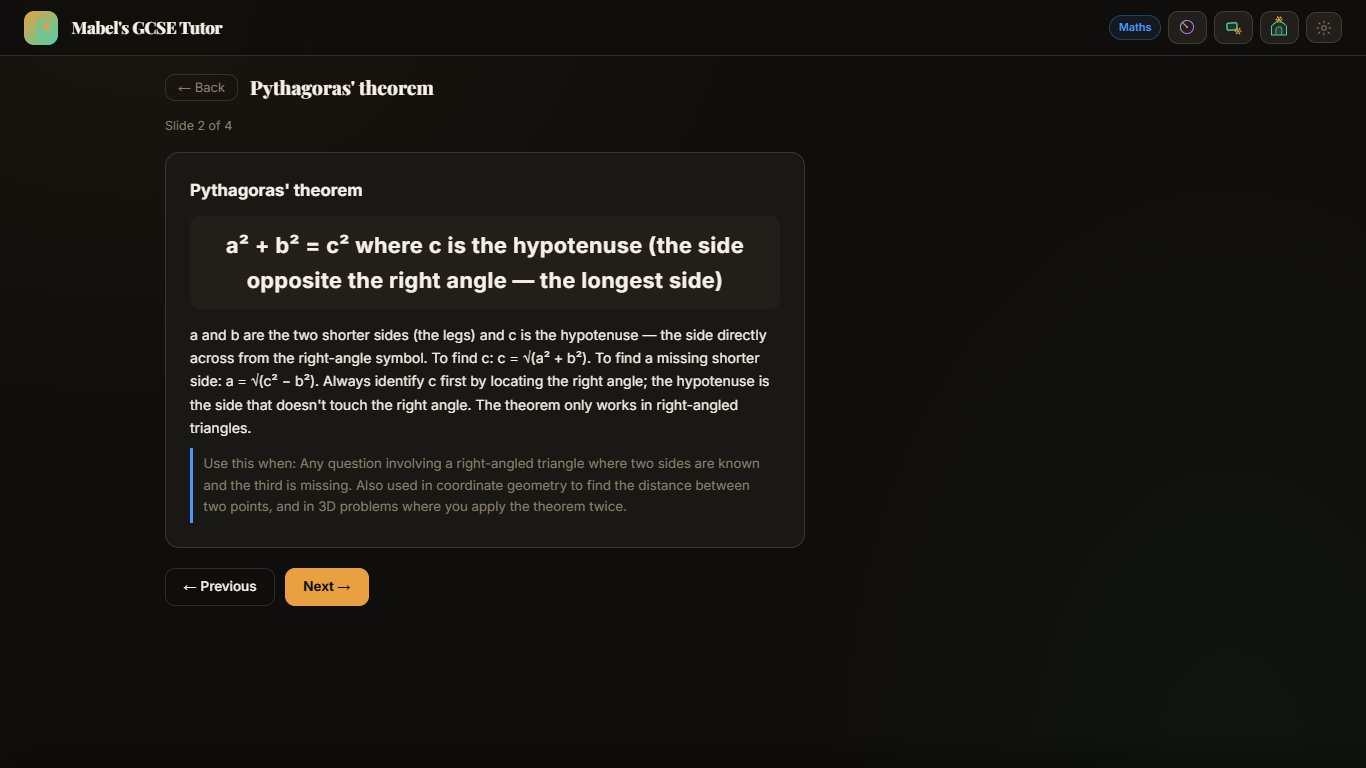 Mabel's GCSE Tutor
Maths
← Back
Pythagoras' theorem
Slide 2 of 4
Pythagoras' theorem
a² + b² = c² where c is the hypotenuse (the side
opposite the right angle — the longest side)
a and b are the two shorter sides (the legs) and c is the hypotenuse — the side directly
across from the right-angle symbol. To find c: c = √(a² + b²). To find a missing shorter
side: a = √(c² − b²). Always identify c first by locating the right angle; the hypotenuse is
the side that doesn't touch the right angle. The theorem only works in right-angled
triangles.
Use this when: Any question involving a right-angled triangle where two sides are known
and the third is missing. Also used in coordinate geometry to find the distance between
two points, and in 3D problems where you apply the theorem twice.
← Previous
Next →